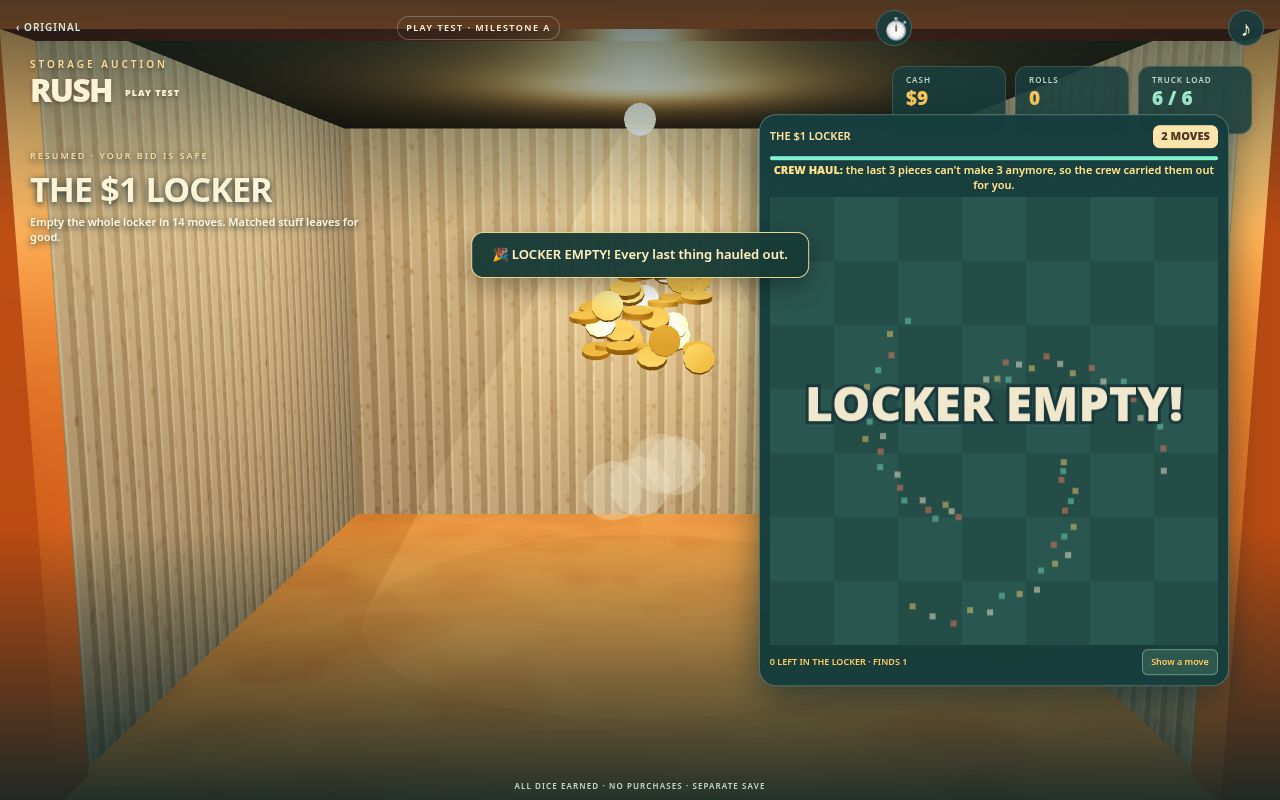 ‹ ORIGINAL
PLAY TEST · MILESTONE A
STORAGE AUCTION
RUSH PLAY TEST
CASH
$9
ROLLS
0
TRUCK LOAD
6 / 6
RESUMED · YOUR BID IS SAFE
THE $1 LOCKER
Empty the whole locker in 14 moves. Matched stuff leaves for
good.
THE $1 LOCKER
2 MOVES
CREW HAUL: the last 3 pieces can't make 3 anymore, so the crew carried them out
for you.
🎉 LOCKER EMPTY! Every last thing hauled out.
LOCKER EMPTY!
0 LEFT IN THE LOCKER · FINDS 1
Show a move
ALL DICE EARNED · NO PURCHASES · SEPARATE SAVE